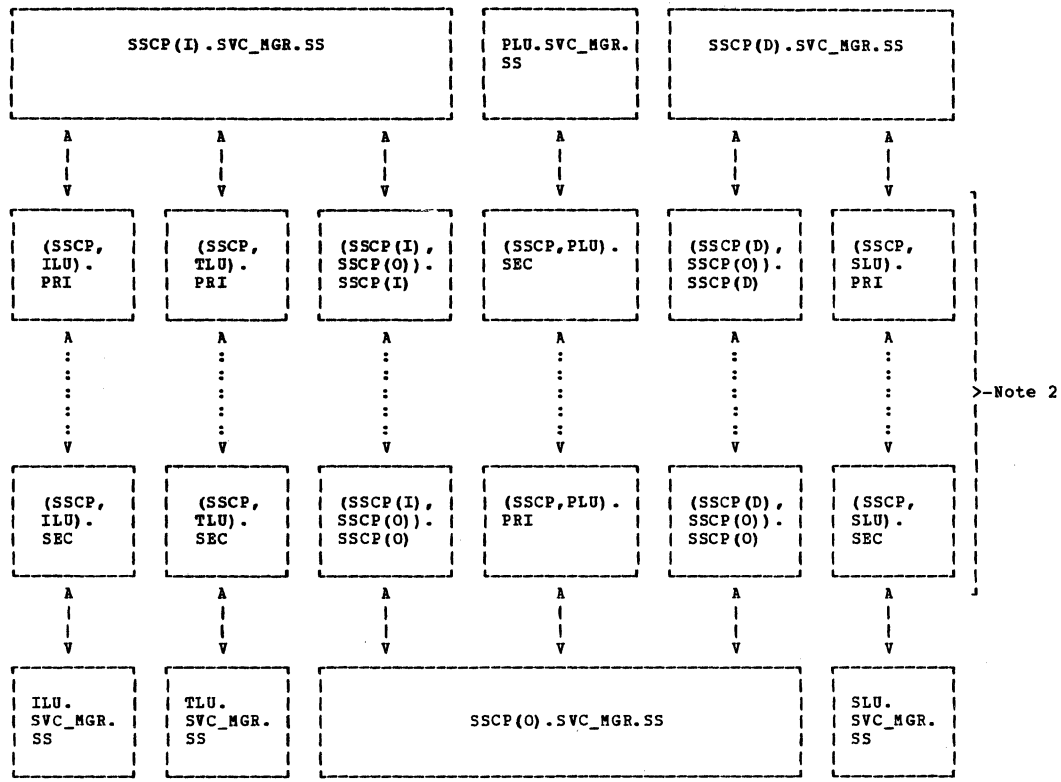 SSCP(I).SVC_MGR.SS
PLU.SVC_MGR.
SS
SSCP(D).SVC_MGR.SS
(SSCP,
ILU).
PRI
(SSCP,
TLU).
PRI
(SSCP(I),
SSCP(O)).
SSCP(I)
(SSCP,PLU).
SEC
(SSCP(D),
SSCP(O)).
SSCP(D)
(SSCP,
SLU).
PRI
>-Note 2
(SSCP,
ILU).
SEC
(SSCP,
TLU).
SEC
(SSCP(I),
SSCP(O)).
SSCP(O)
(SSCP,PLU).
PRI
(SSCP(D),
SSCP(O)).
SSCP(O)
(SSCP,
SLU).
SEC
ILU.
SVC_MGR.
SS
TLU.
SVC_MGR.
SS
SSCP(O).SVC_MGR.SS
SLU.
SVC_MGR.
SS